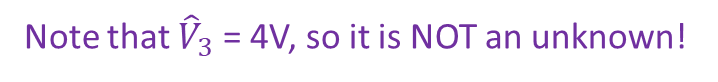 Note that V̂₃ = 4V, so it is NOT an unknown!